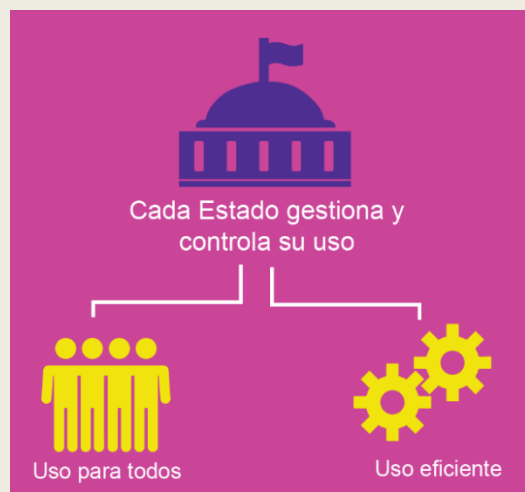 Cada Estado gestiona y
controla su uso
Uso para todos
Uso eficiente